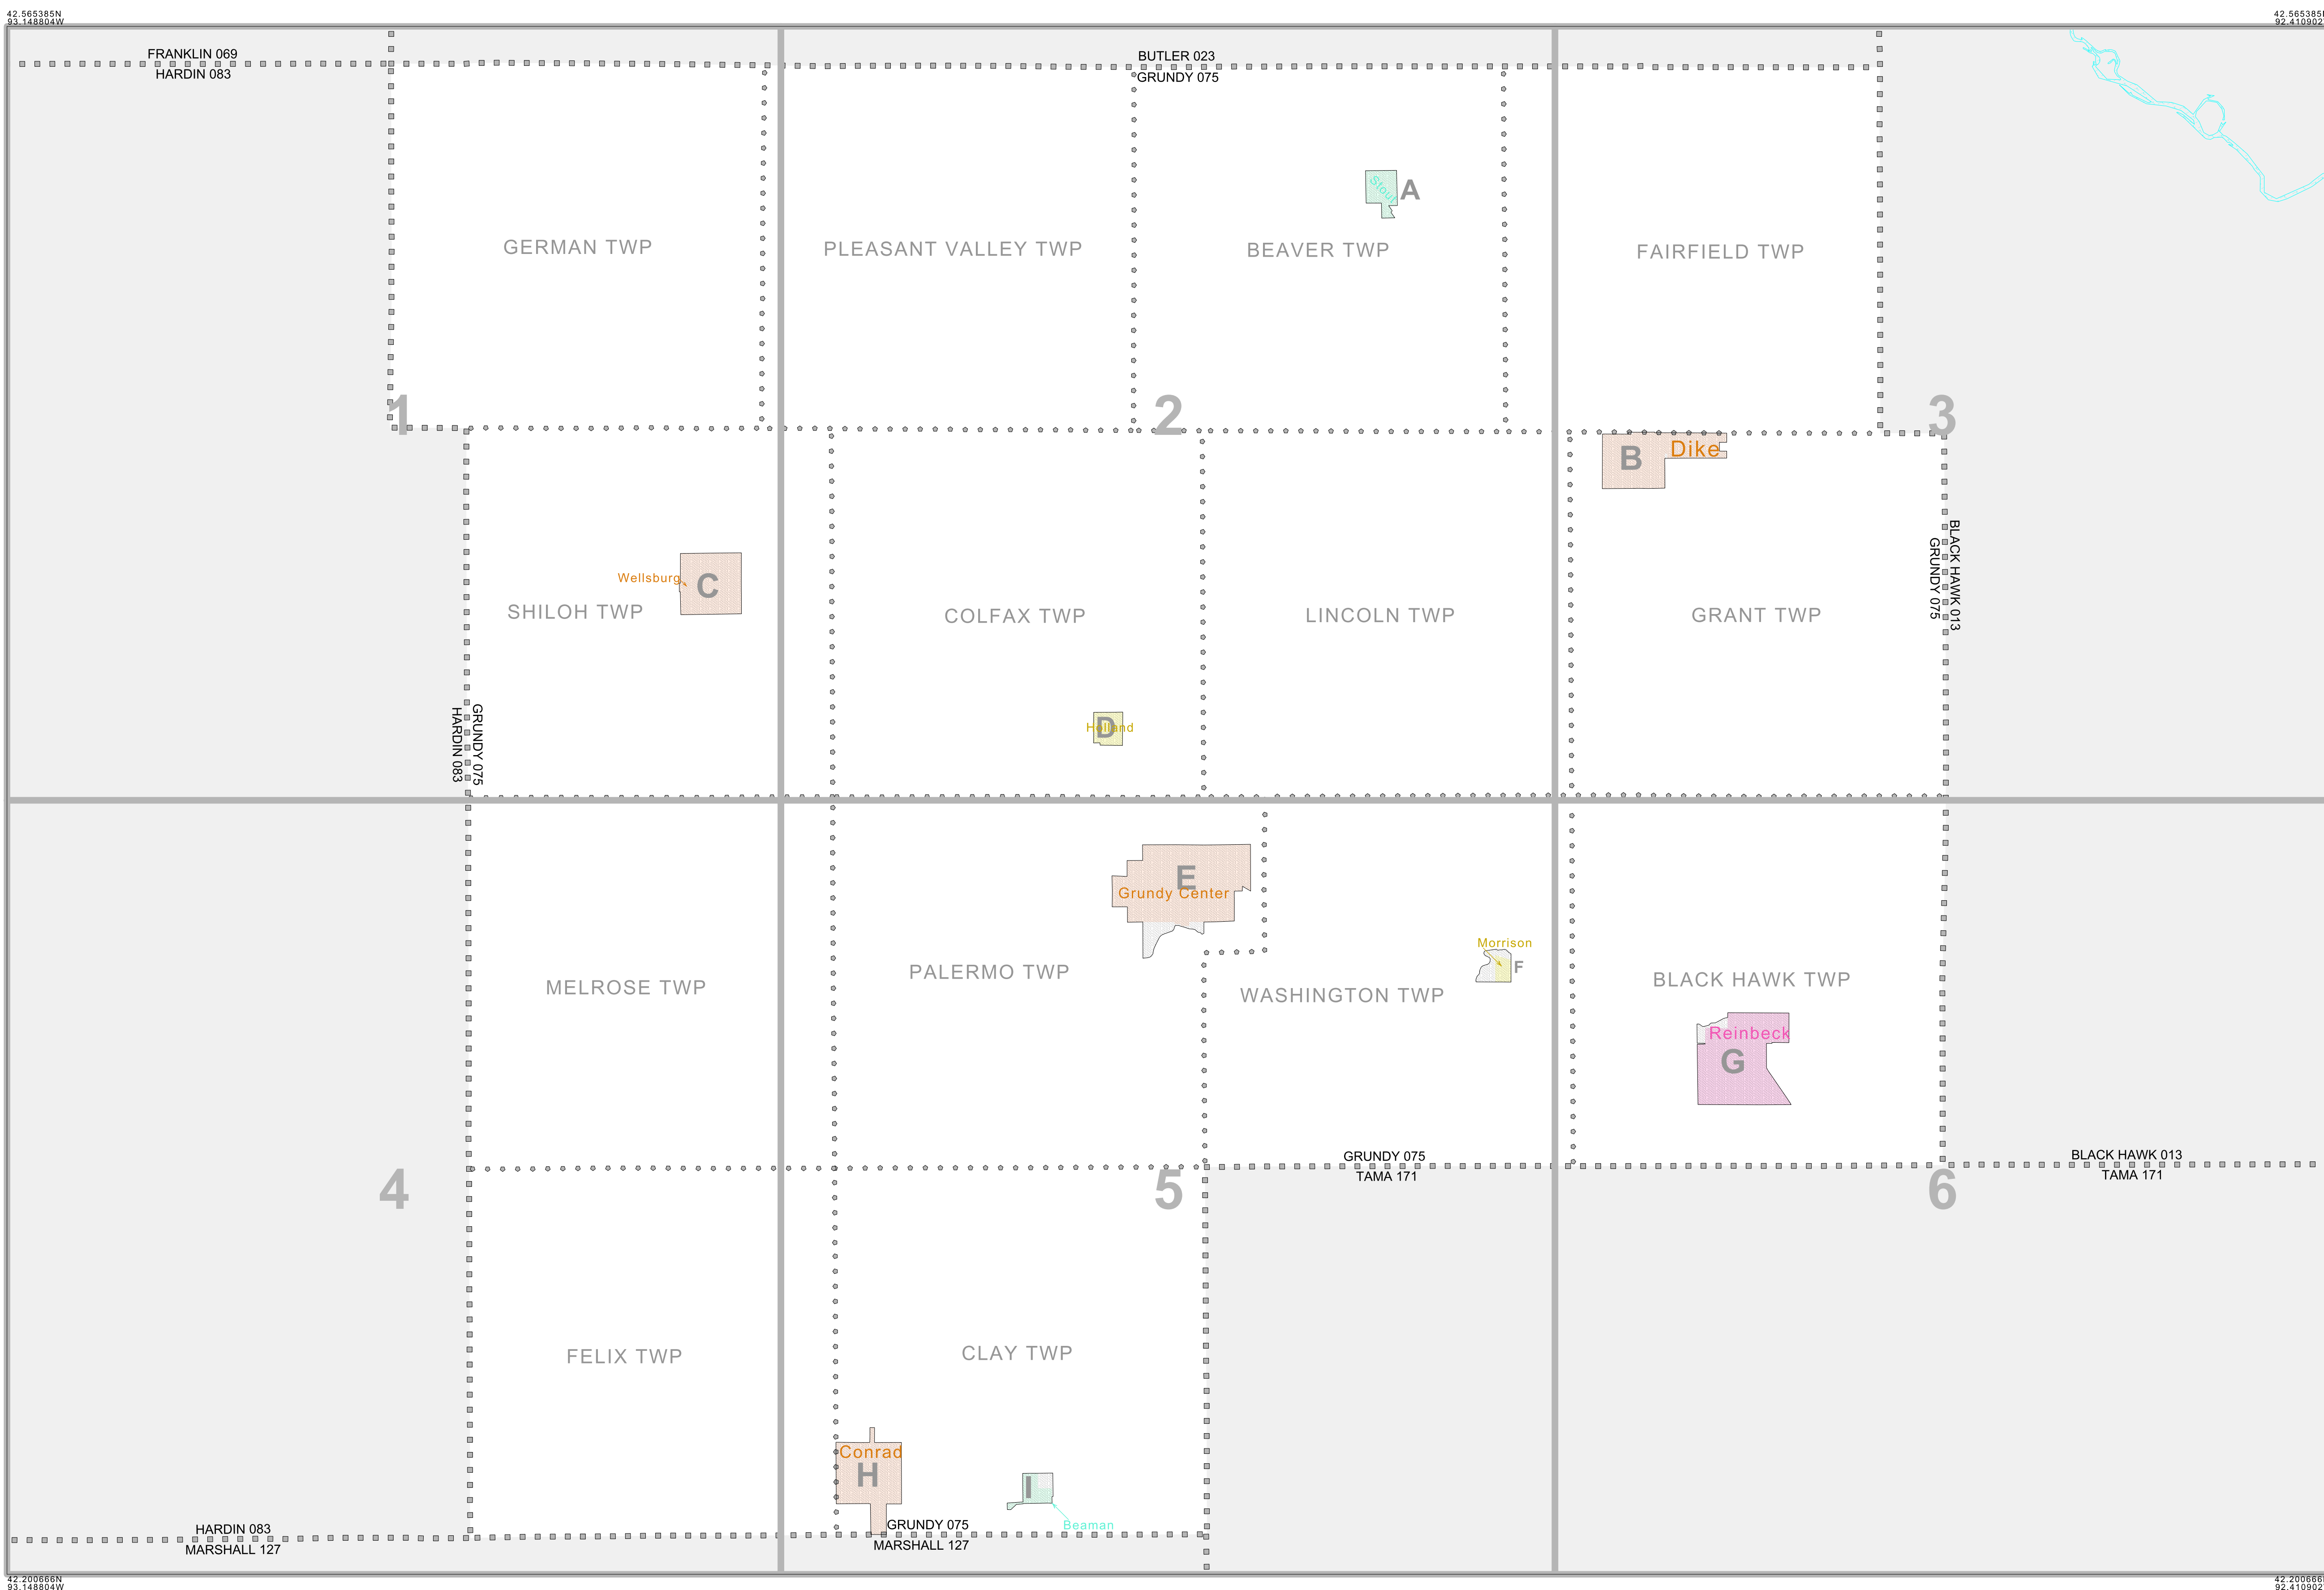 42.565385N
93.148804W
42.565385N
92.410902
FRANKLIN 069
HARDIN 083
BUTLER 023
GRUNDY 075
Stout
A
GERMAN TWP
PLEASANT VALLEY TWP
BEAVER TWP
FAIRFIELD TWP
1
2
3
B
Dike
BLACK HAWK 013
GRUNDY 075
Wellsburg
C
SHILOH TWP
COLFAX TWP
LINCOLN TWP
GRANT TWP
HARDIN 083
GRUNDY 075
Holland
D
E
Grundy Center
Morrison
F
MELROSE TWP
PALERMO TWP
WASHINGTON TWP
BLACK HAWK TWP
Reinbeck
G
GRUNDY 075
TAMA 171
BLACK HAWK 013
TAMA 171
4
5
6
FELIX TWP
CLAY TWP
Conrad
H
I
Beaman
HARDIN 083
MARSHALL 127
GRUNDY 075
MARSHALL 127
42.200666N
93.148804W
42.200666
92.410902